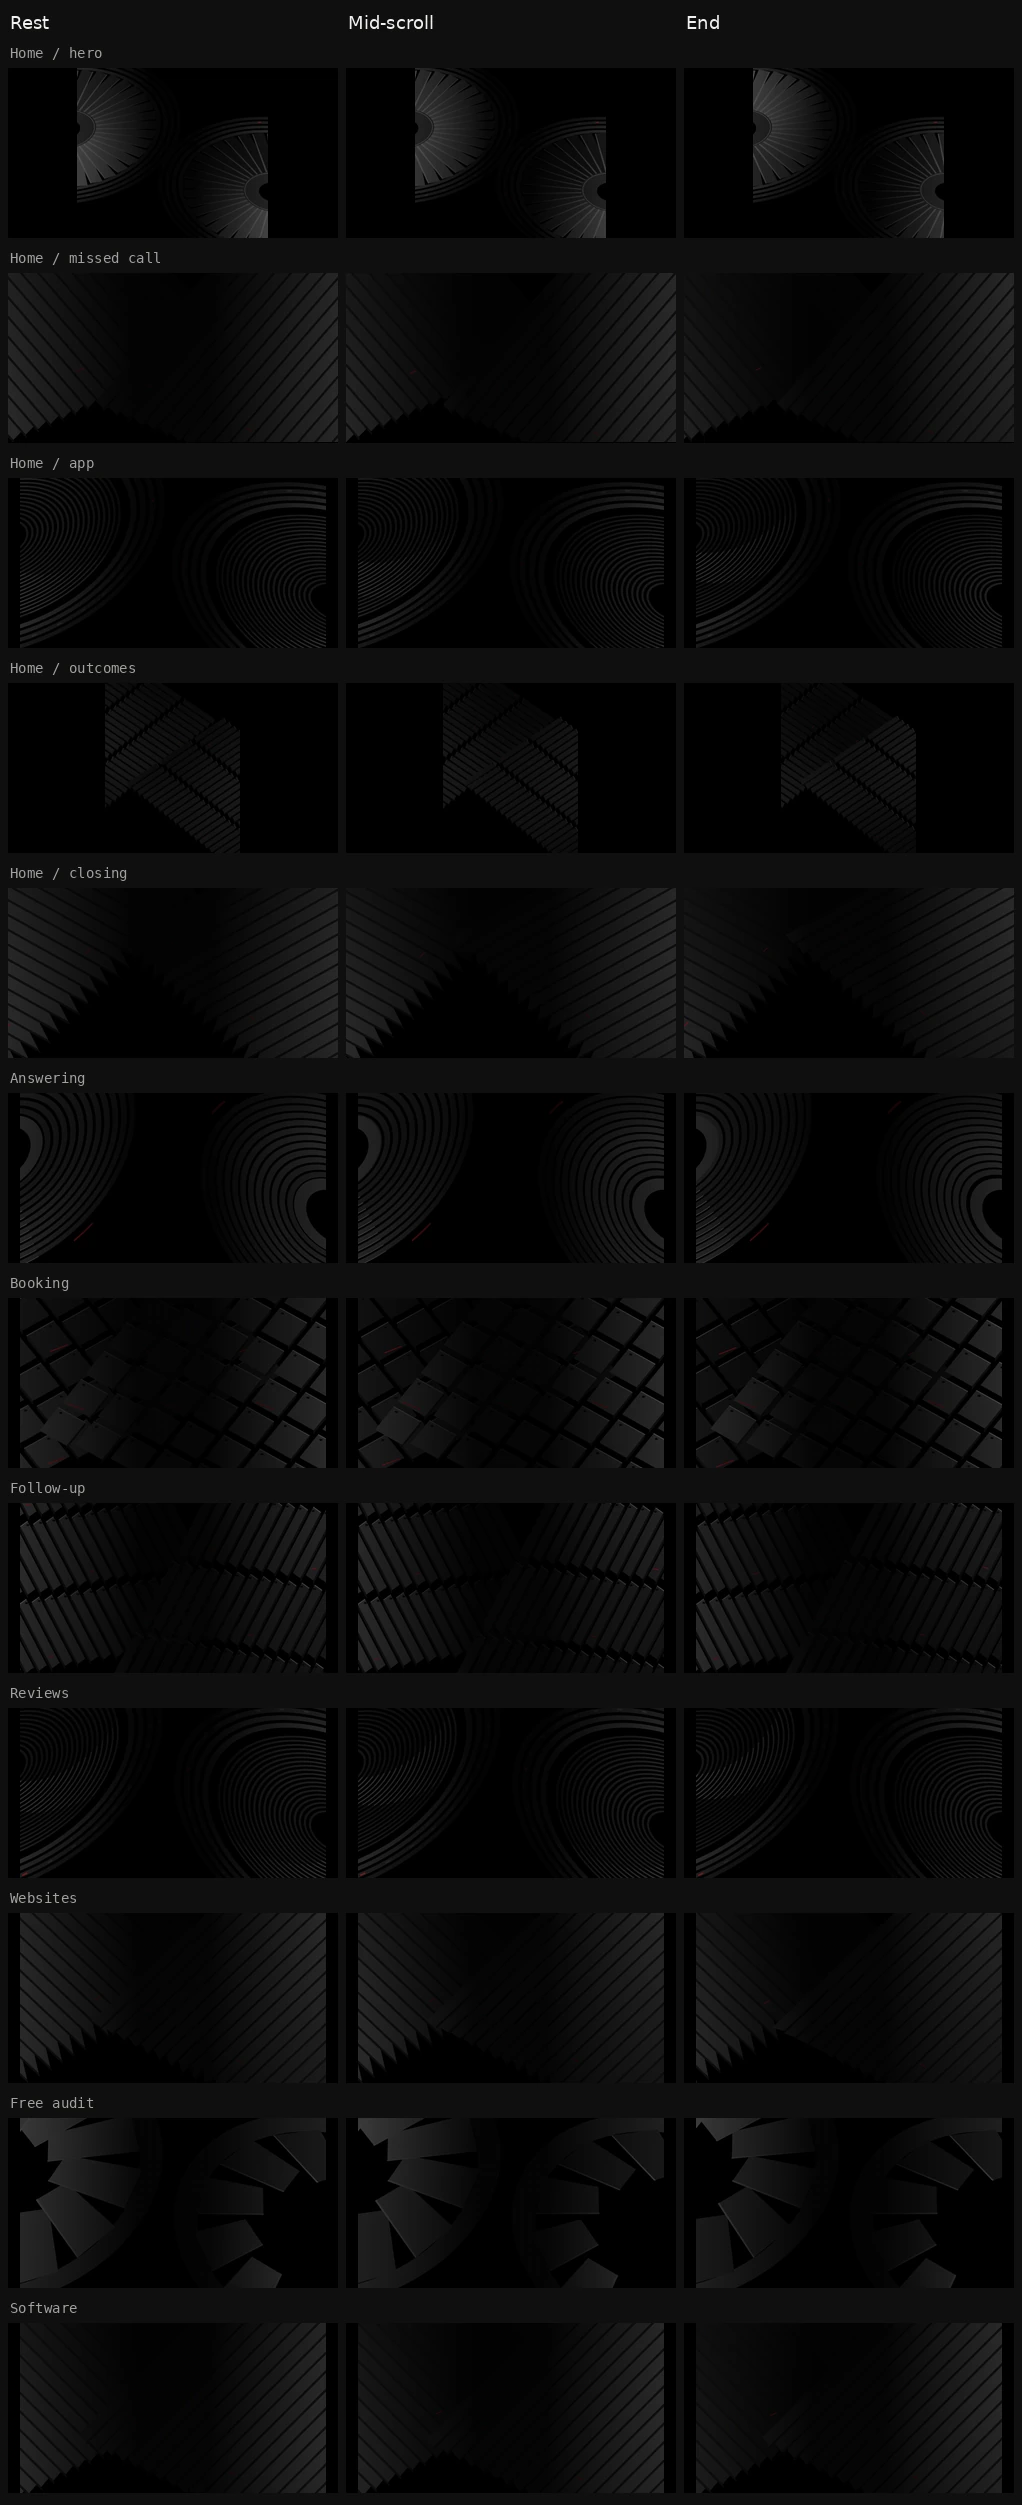 Rest Mid-scroll End
Home / hero
Home / missed call
Home / app
Home / outcomes
Home / closing
Answering
Booking
Follow-up
Reviews
Websites
Free audit
Software